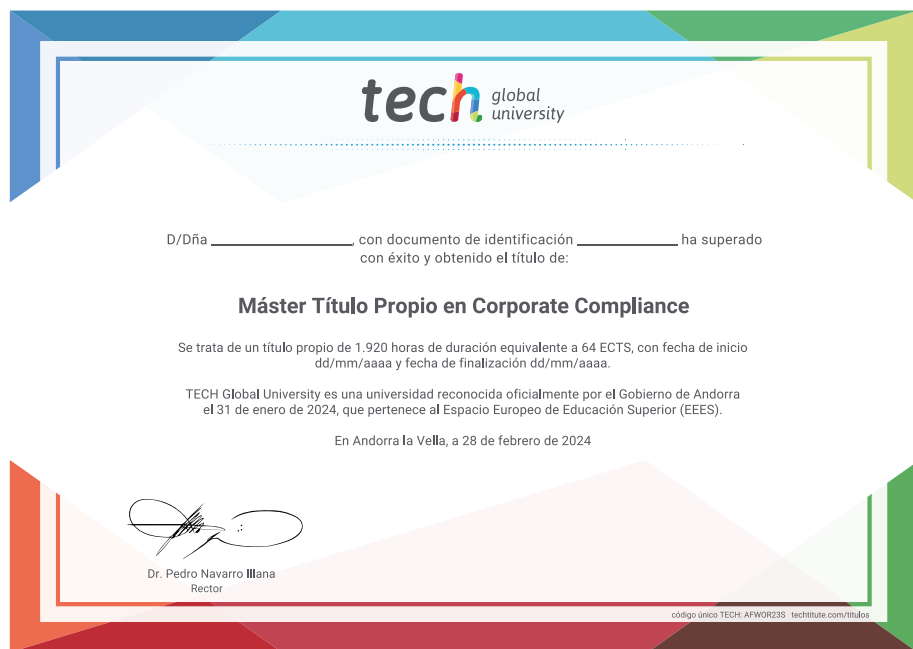 tech global university
D/Dña ____________________, con documento de identificación ______________ ha superado
con éxito y obtenido el título de:
Máster Título Propio en Corporate Compliance
Se trata de un título propio de 1.920 horas de duración equivalente a 64 ECTS, con fecha de inicio
dd/mm/aaaa y fecha de finalización dd/mm/aaaa.
TECH Global University es una universidad reconocida oficialmente por el Gobierno de Andorra
el 31 de enero de 2024, que pertenece al Espacio Europeo de Educación Superior (EEES).
En Andorra la Vella, a 28 de febrero de 2024
Dr. Pedro Navarro Illana
Rector
código único TECH: AFWOR23S techtitute.com/titulos